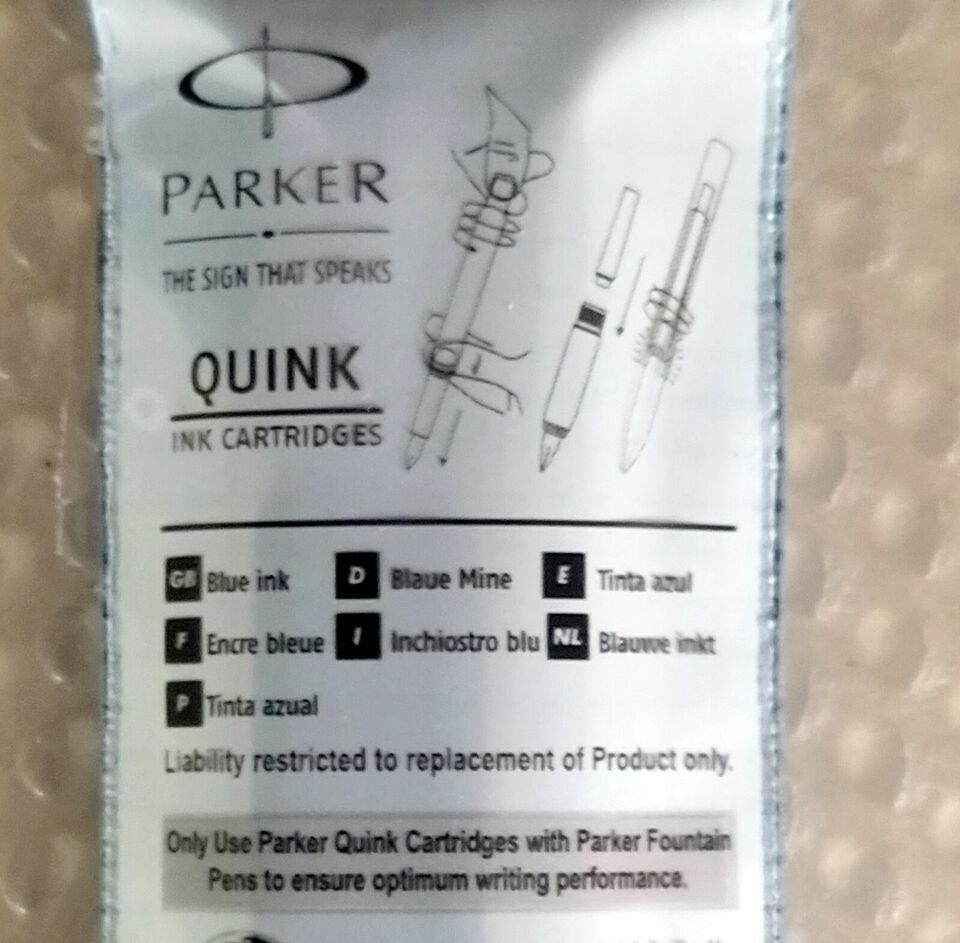 PARKER
THE SIGN THAT SPEAKS
QUINK
INK CARTRIDGES
GB Blue ink D Blaue Mine E Tinta azul
F Encre bleue I Inchiostro blu NL Blauwe inkt
P Tinta azual
Liability restricted to replacement of Product only.
Only Use Parker Quink Cartridges with Parker Fountain
Pens to ensure optimum writing performance.